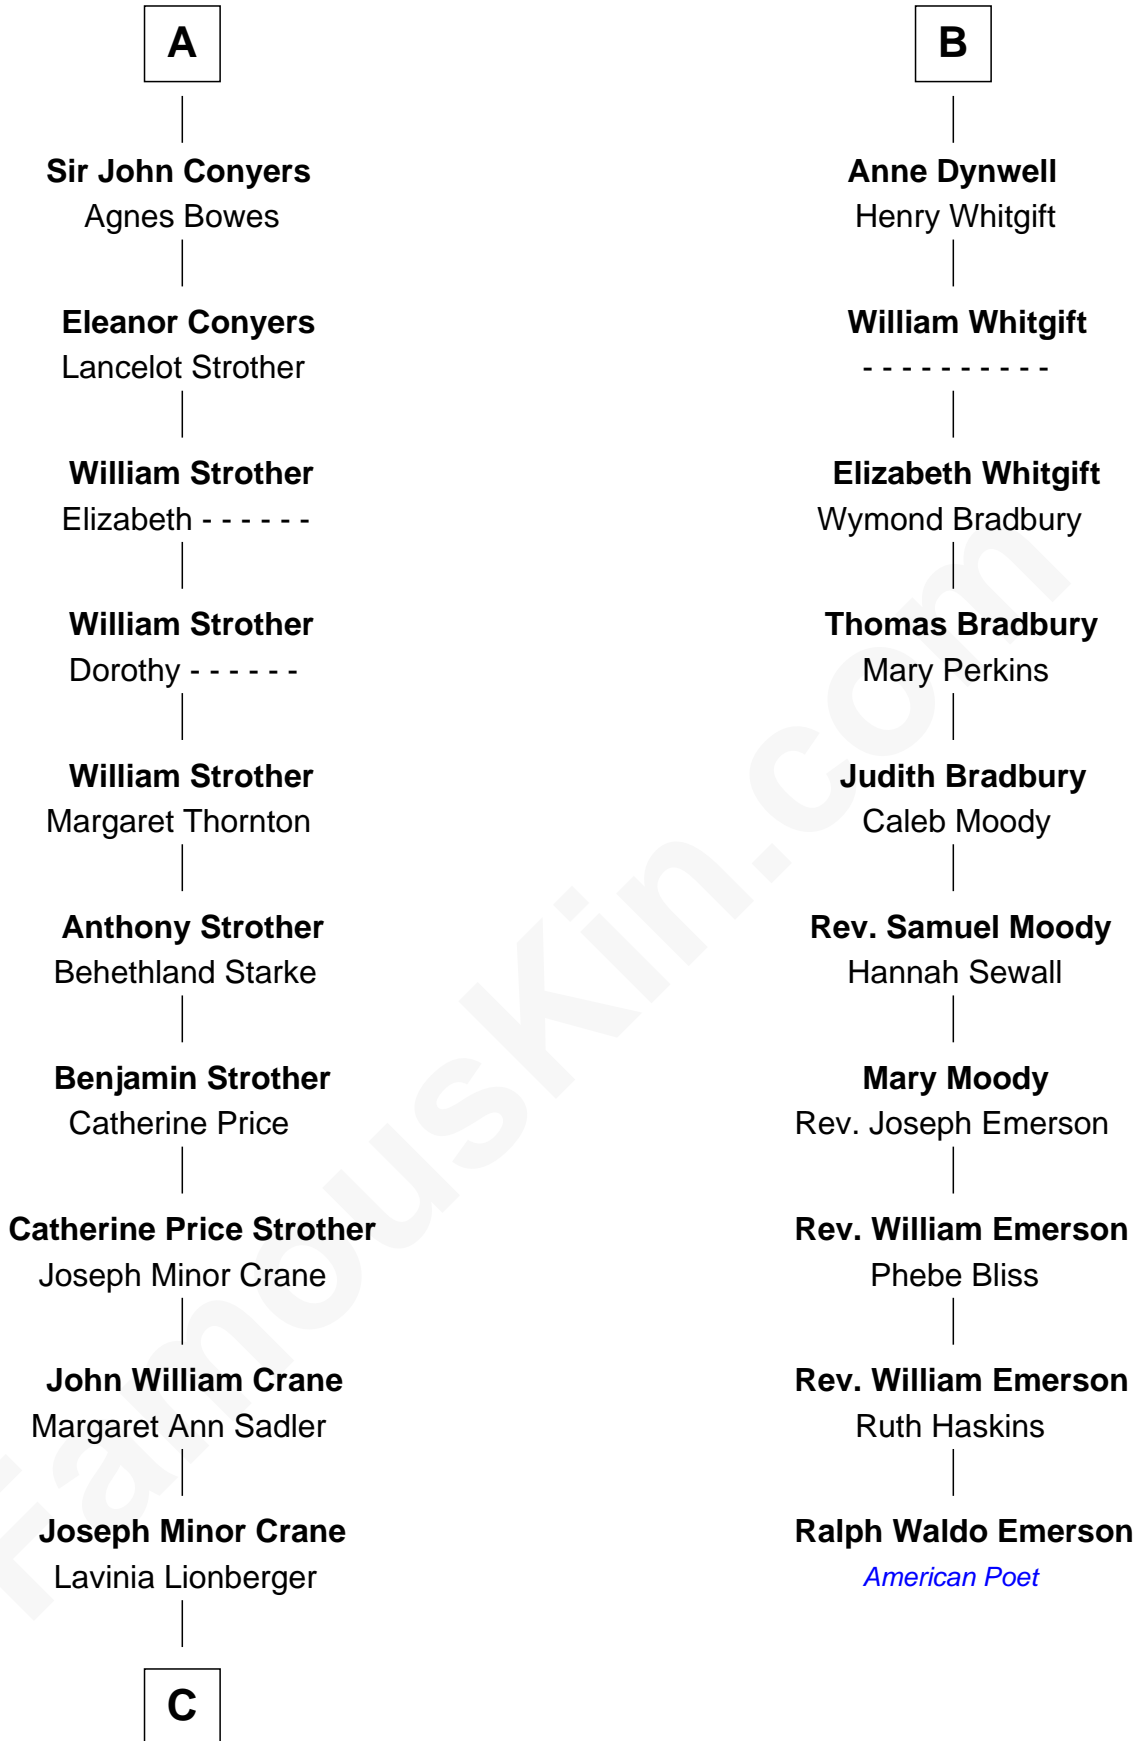 A
Sir John Conyers
Agnes Bowes
Eleanor Conyers
Lancelot Strother
William Strother
Elizabeth - - - - - -
William Strother
Dorothy - - - - - -
William Strother
Margaret Thornton
Anthony Strother
Behethland Starke
Benjamin Strother
Catherine Price
Catherine Price Strother
Joseph Minor Crane
John William Crane
Margaret Ann Sadler
Joseph Minor Crane
Lavinia Lionberger
C
B
Anne Dynwell
Henry Whitgift
William Whitgift
- - - - - - - - - -
Elizabeth Whitgift
Wymond Bradbury
Thomas Bradbury
Mary Perkins
Judith Bradbury
Caleb Moody
Rev. Samuel Moody
Hannah Sewall
Mary Moody
Rev. Joseph Emerson
Rev. William Emerson
Phebe Bliss
Rev. William Emerson
Ruth Haskins
Ralph Waldo Emerson
American Poet
FamousKin.com